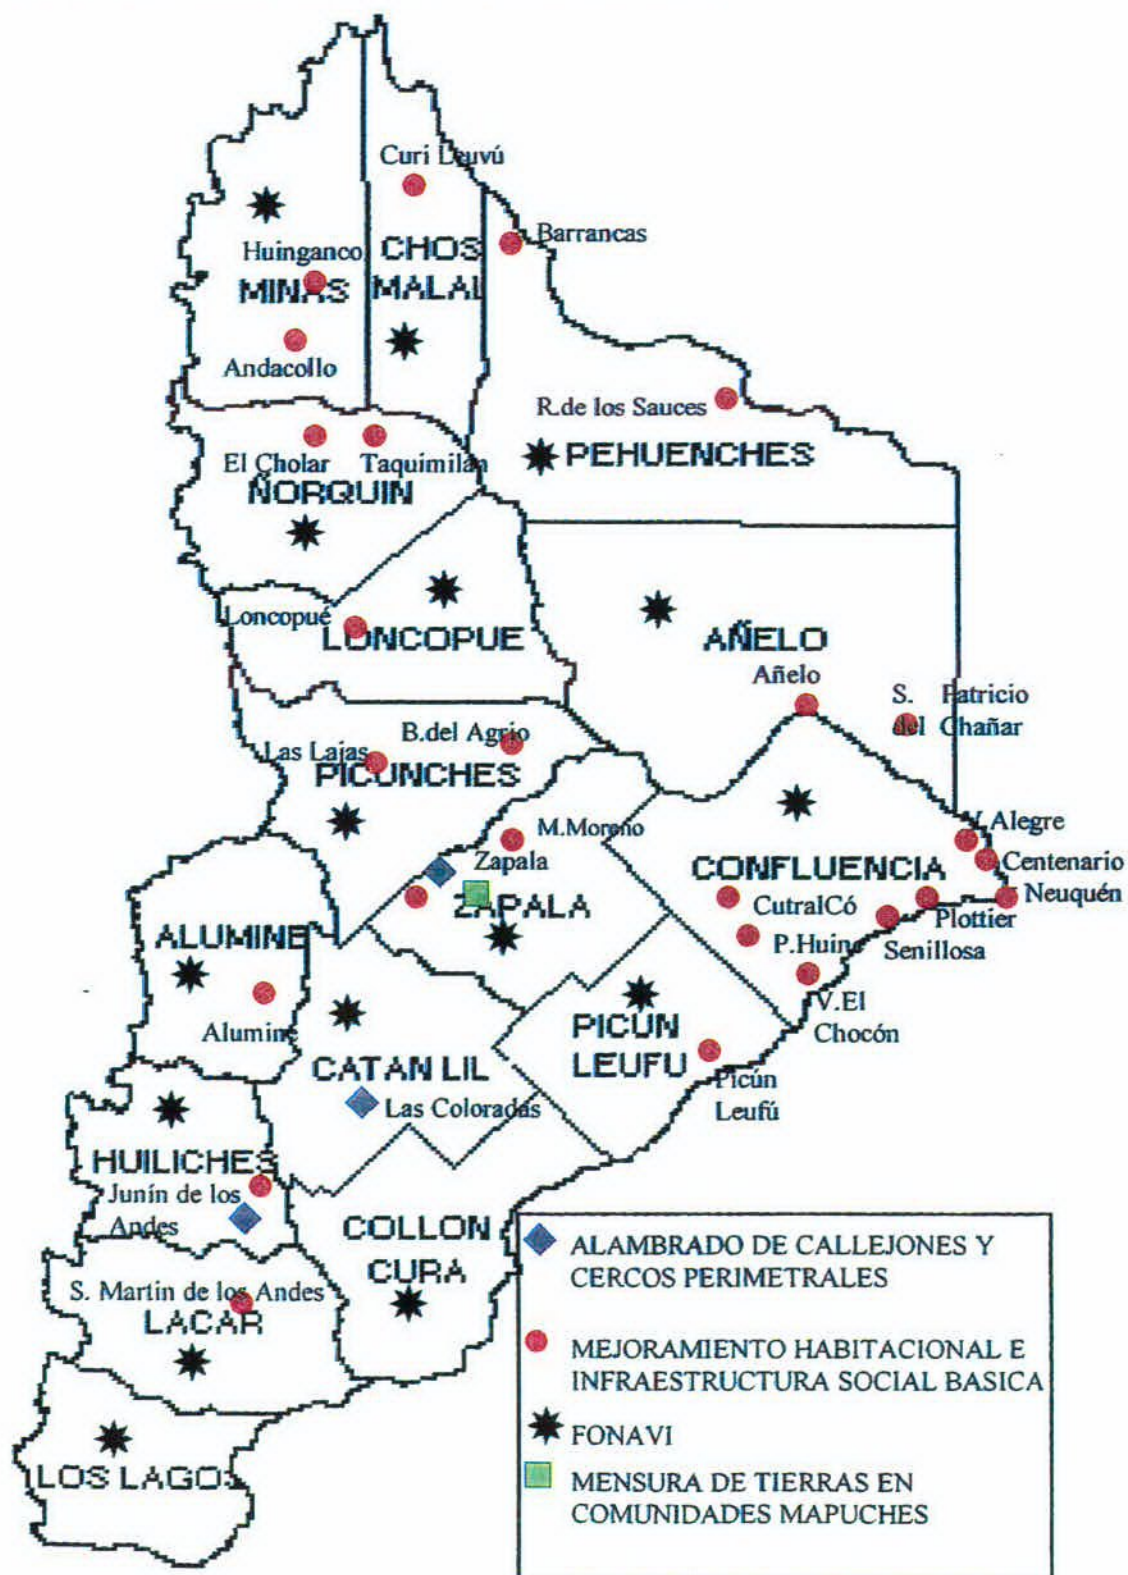 Curi Leuvú
Huinganco
CHOS
MALAL
Barrancas
MINAS
Andacollo
R.de los Sauces
PEHUENCHES
El Cholar
Taquimilán
ÑORQUIN
Loncopué
LONCOPUE
AÑELO
Añelo
S. Patricio
del Chañar
B.del Agrio
Las Lajas
PICUNCHES
M.Moreno
Zapala
ZAPALA
V.Alegre
CONFLUENCIA
Centenario
Neuquén
CutralCó
Plottier
P.Huinc
Senillosa
V.El
Chocón
ALUMINE
Aluminé
PICUN
LEUFU
Picún
Leufú
CATAN LIL
Las Coloradas
HUILICHES
Junín de los
Andes
COLLON
CURA
S. Martin de los Andes
LACAR
LOS LAGOS
ALAMBRADO DE CALLEJONES Y
CERCOS PERIMETRALES
MEJORAMIENTO HABITACIONAL E
INFRAESTRUCTURA SOCIAL BASICA
FONAVI
MENSURA DE TIERRAS EN
COMUNIDADES MAPUCHES